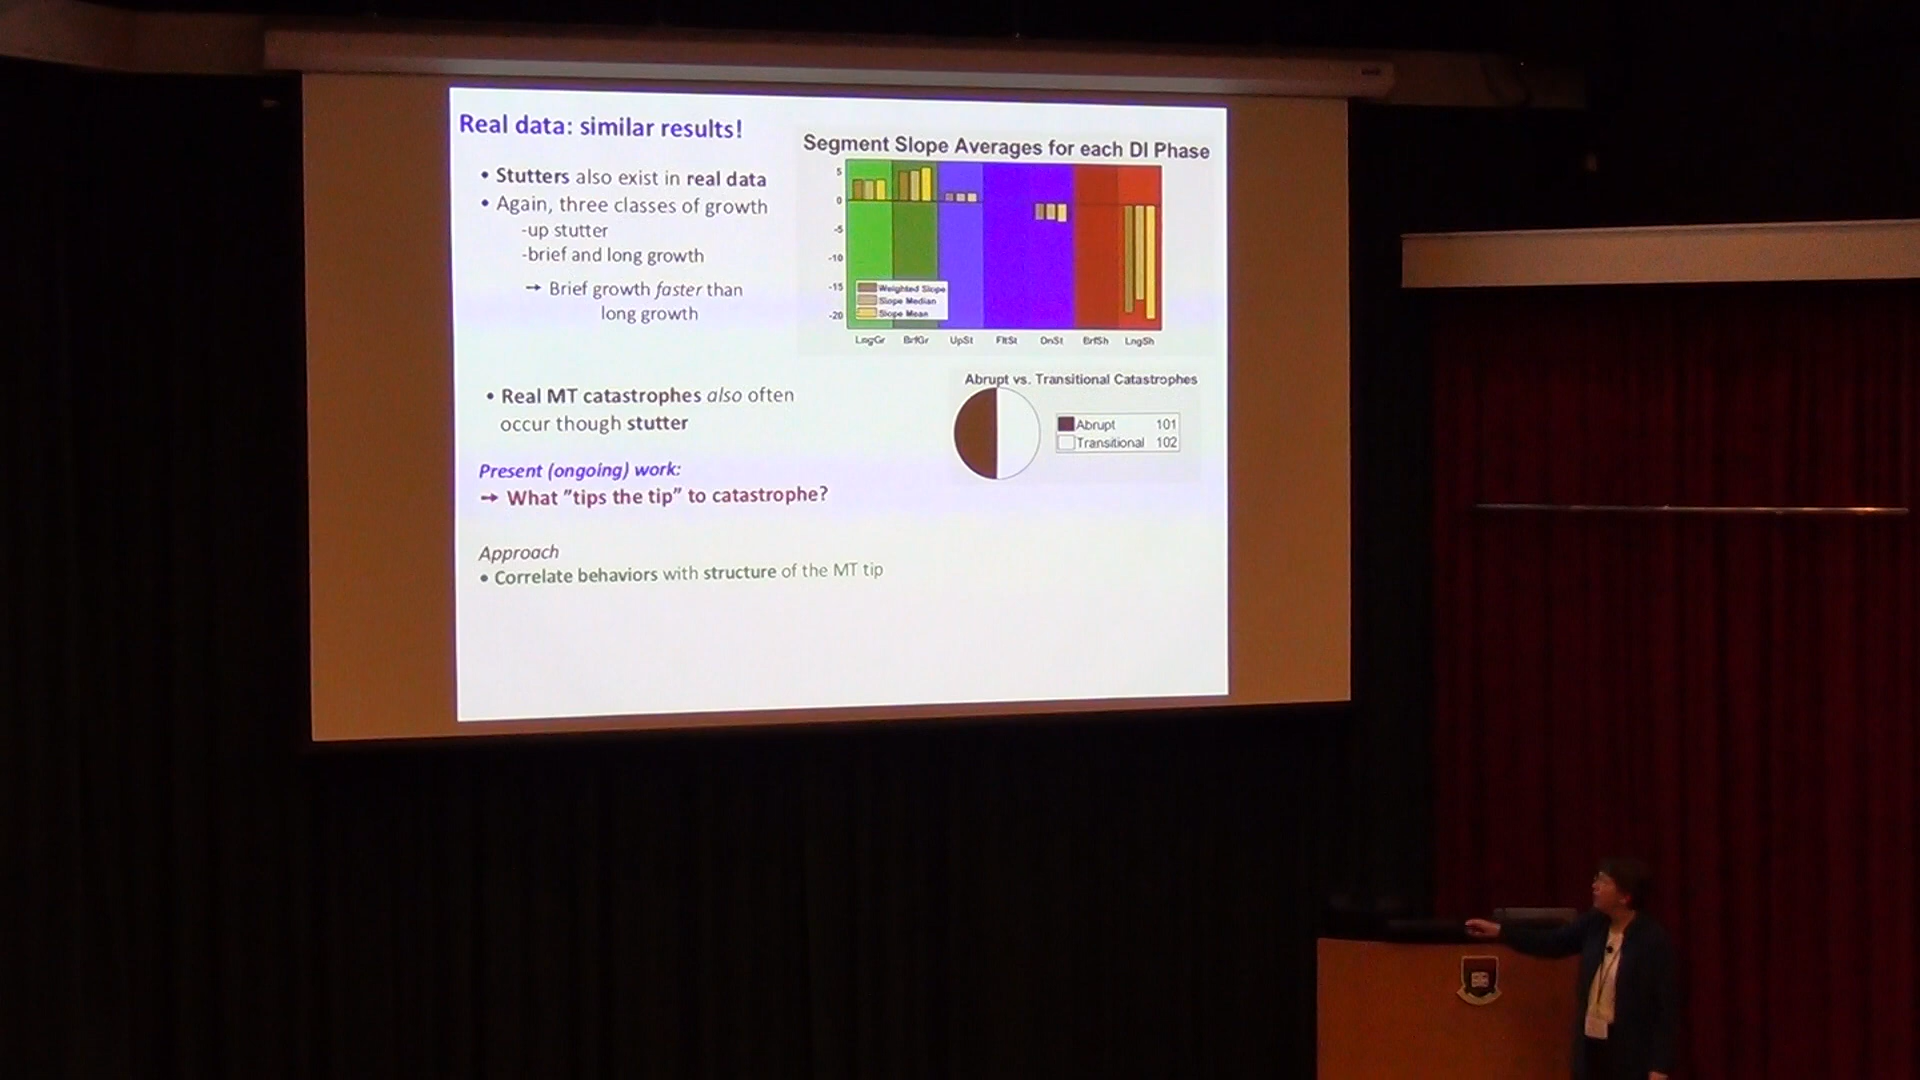 Real data: similar results!
• Stutters also exist in real data
• Again, three classes of growth
-up stutter
-brief and long growth
→ Brief growth faster than
long growth
Segment Slope Averages for each DI Phase
5
0
-5
-10
-15
-20
Weighted Slope
Slope Median
Slope Mean
LngGr BrfGr UpSt FltSt DnSt BrfSh LngSh
• Real MT catastrophes also often
occur though stutter
Abrupt vs. Transitional Catastrophes
Abrupt 101
Transitional 102
Present (ongoing) work:
→ What "tips the tip" to catastrophe?
Approach
• Correlate behaviors with structure of the MT tip